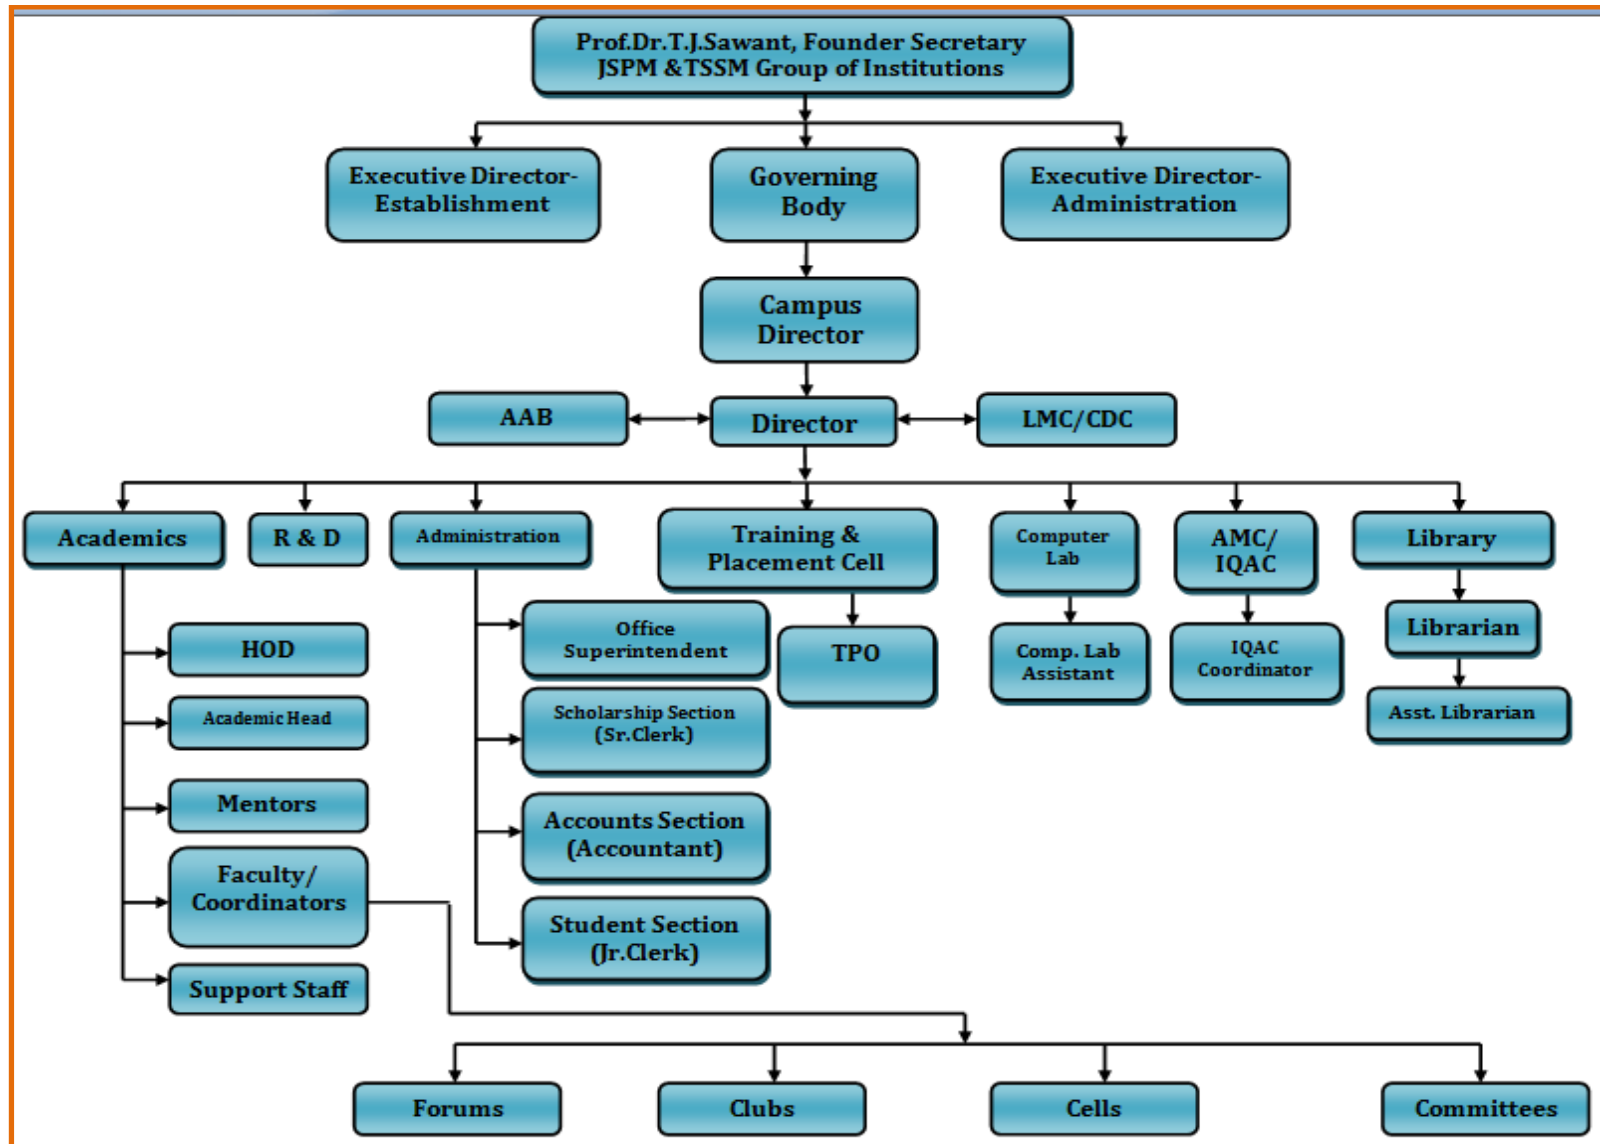 Prof.Dr.T.J.Sawant, Founder Secretary
JSPM &TSSM Group of Institutions
Executive Director-
Establishment
Governing
Body
Executive Director-
Administration
Campus
Director
AAB
Director
LMC/CDC
Academics
R & D
Administration
Training &
Placement Cell
Computer
Lab
AMC/
IQAC
Library
HOD
Office
Superintendent
TPO
Comp. Lab
Assistant
IQAC
Coordinator
Librarian
Academic Head
Scholarship Section
(Sr.Clerk)
Asst. Librarian
Mentors
Accounts Section
(Accountant)
Faculty/
Coordinators
Student Section
(Jr.Clerk)
Support Staff
Forums
Clubs
Cells
Committees